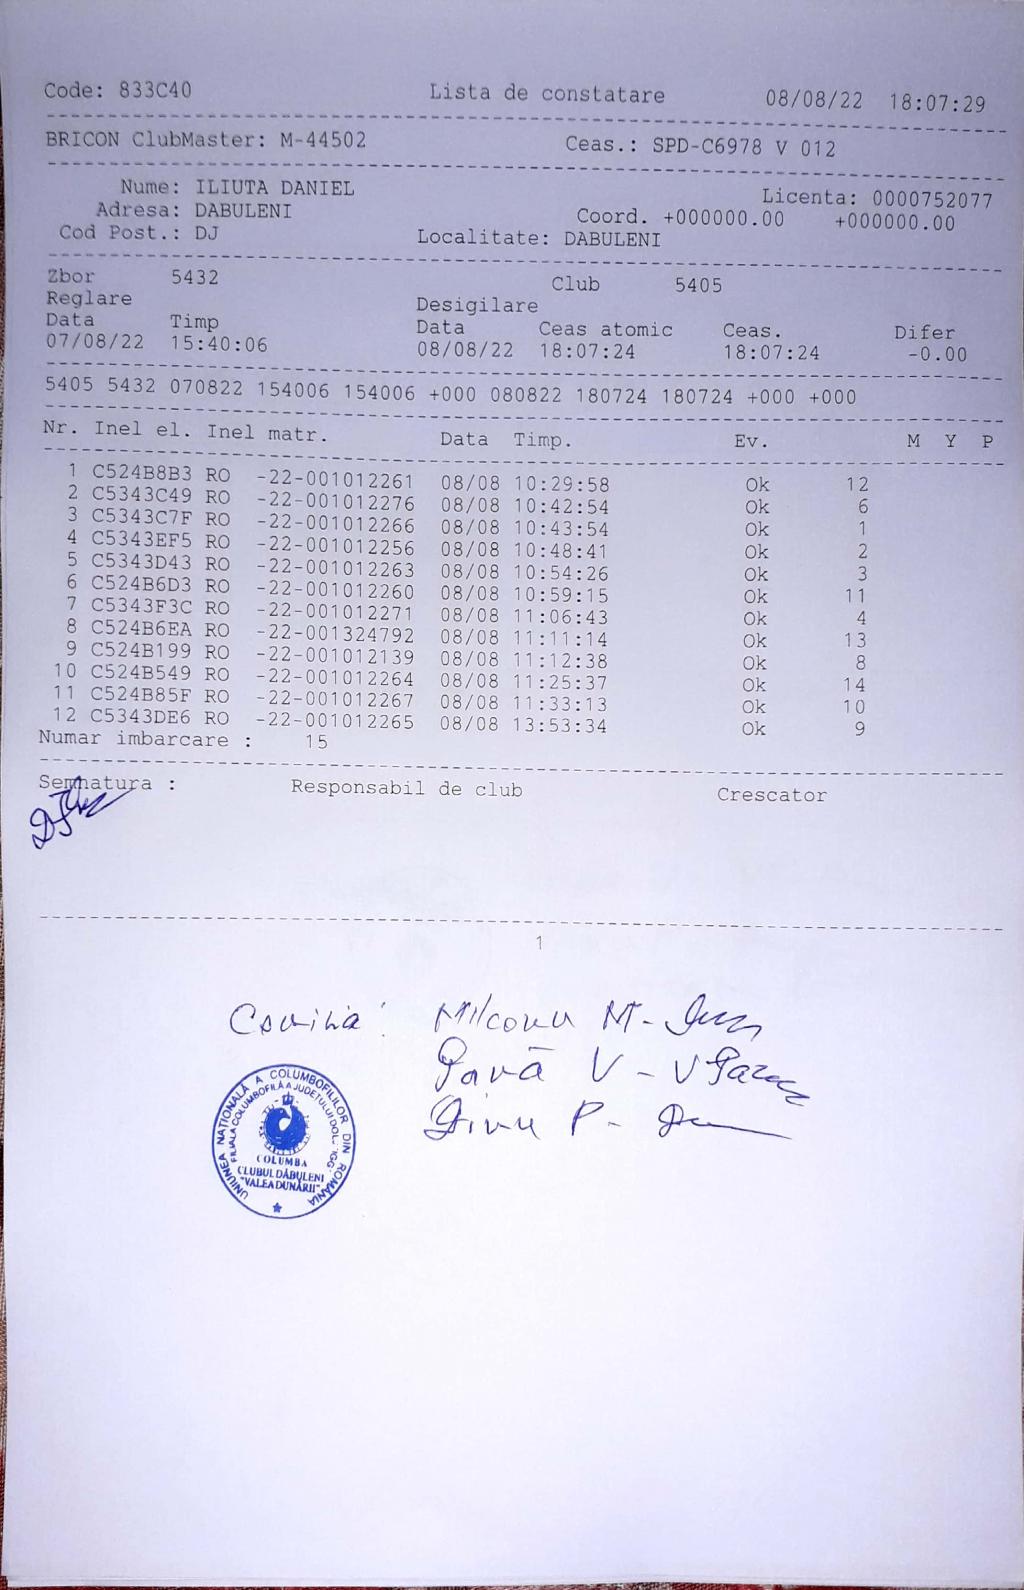 Code: 833C40 Lista de constatare 08/08/22 18:07:29
BRICON ClubMaster: M-44502 Ceas.: SPD-C6978 V 012
Nume: ILIUTA DANIEL Licenta: 0000752077
Adresa: DABULENI Coord. +000000.00 +000000.00
Cod Post.: DJ Localitate: DABULENI
Zbor 5432 Club 5405
Reglare Desigilare
Data Timp Data Ceas atomic Ceas. Difer
07/08/22 15:40:06 08/08/22 18:07:24 18:07:24 -0.00
5405 5432 070822 154006 154006 +000 080822 180724 180724 +000 +000
Nr. Inel el. Inel matr. Data Timp. Ev. M Y P
1 C524B8B3 RO -22-001012261 08/08 10:29:58 Ok 12
2 C5343C49 RO -22-001012276 08/08 10:42:54 Ok 6
3 C5343C7F RO -22-001012266 08/08 10:43:54 Ok 1
4 C5343EF5 RO -22-001012256 08/08 10:48:41 Ok 2
5 C5343D43 RO -22-001012263 08/08 10:54:26 Ok 3
6 C524B6D3 RO -22-001012260 08/08 10:59:15 Ok 11
7 C5343F3C RO -22-001012271 08/08 11:06:43 Ok 4
8 C524B6EA RO -22-001324792 08/08 11:11:14 Ok 13
9 C524B199 RO -22-001012139 08/08 11:12:38 Ok 8
10 C524B549 RO -22-001012264 08/08 11:25:37 Ok 14
11 C524B85F RO -22-001012267 08/08 11:33:13 Ok 10
12 C5343DE6 RO -22-001012265 08/08 13:53:34 Ok 9
Numar imbarcare : 15
Semnatura : Responsabil de club Crescator
1
M.
Pavă V -
Dinu P -
UNIUNEA NAȚIONALĂ A COLUMBOFILILOR DIN ROMÂNIA
FILIALA COLUMBOFILĂ A JUDEȚULUI DOLJ
COLUMBA
CLUBUL DĂBULENI
"VALEA DUNĂRII"